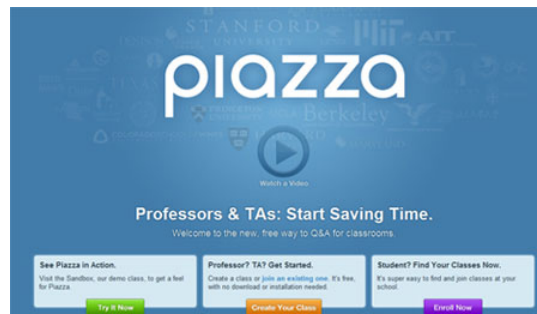 STANFORD
UNIVERSITY
MIT
AIT
piazza
PRINCETON
UNIVERSITY
Berkeley
HARVARD
Watch a Video
Professors & TAs: Start Saving Time.
Welcome to the new, free way to Q&A for classrooms.
See Piazza in Action.
Visit the Sandbox, our demo class, to get a feel
for Piazza.
Try It Now
Professor? TA? Get Started.
Create a class or join an existing one. It's free,
with no download or installation needed.
Create Your Class
Student? Find Your Classes Now.
It's super easy to find and join classes at your
school.
Enroll Now